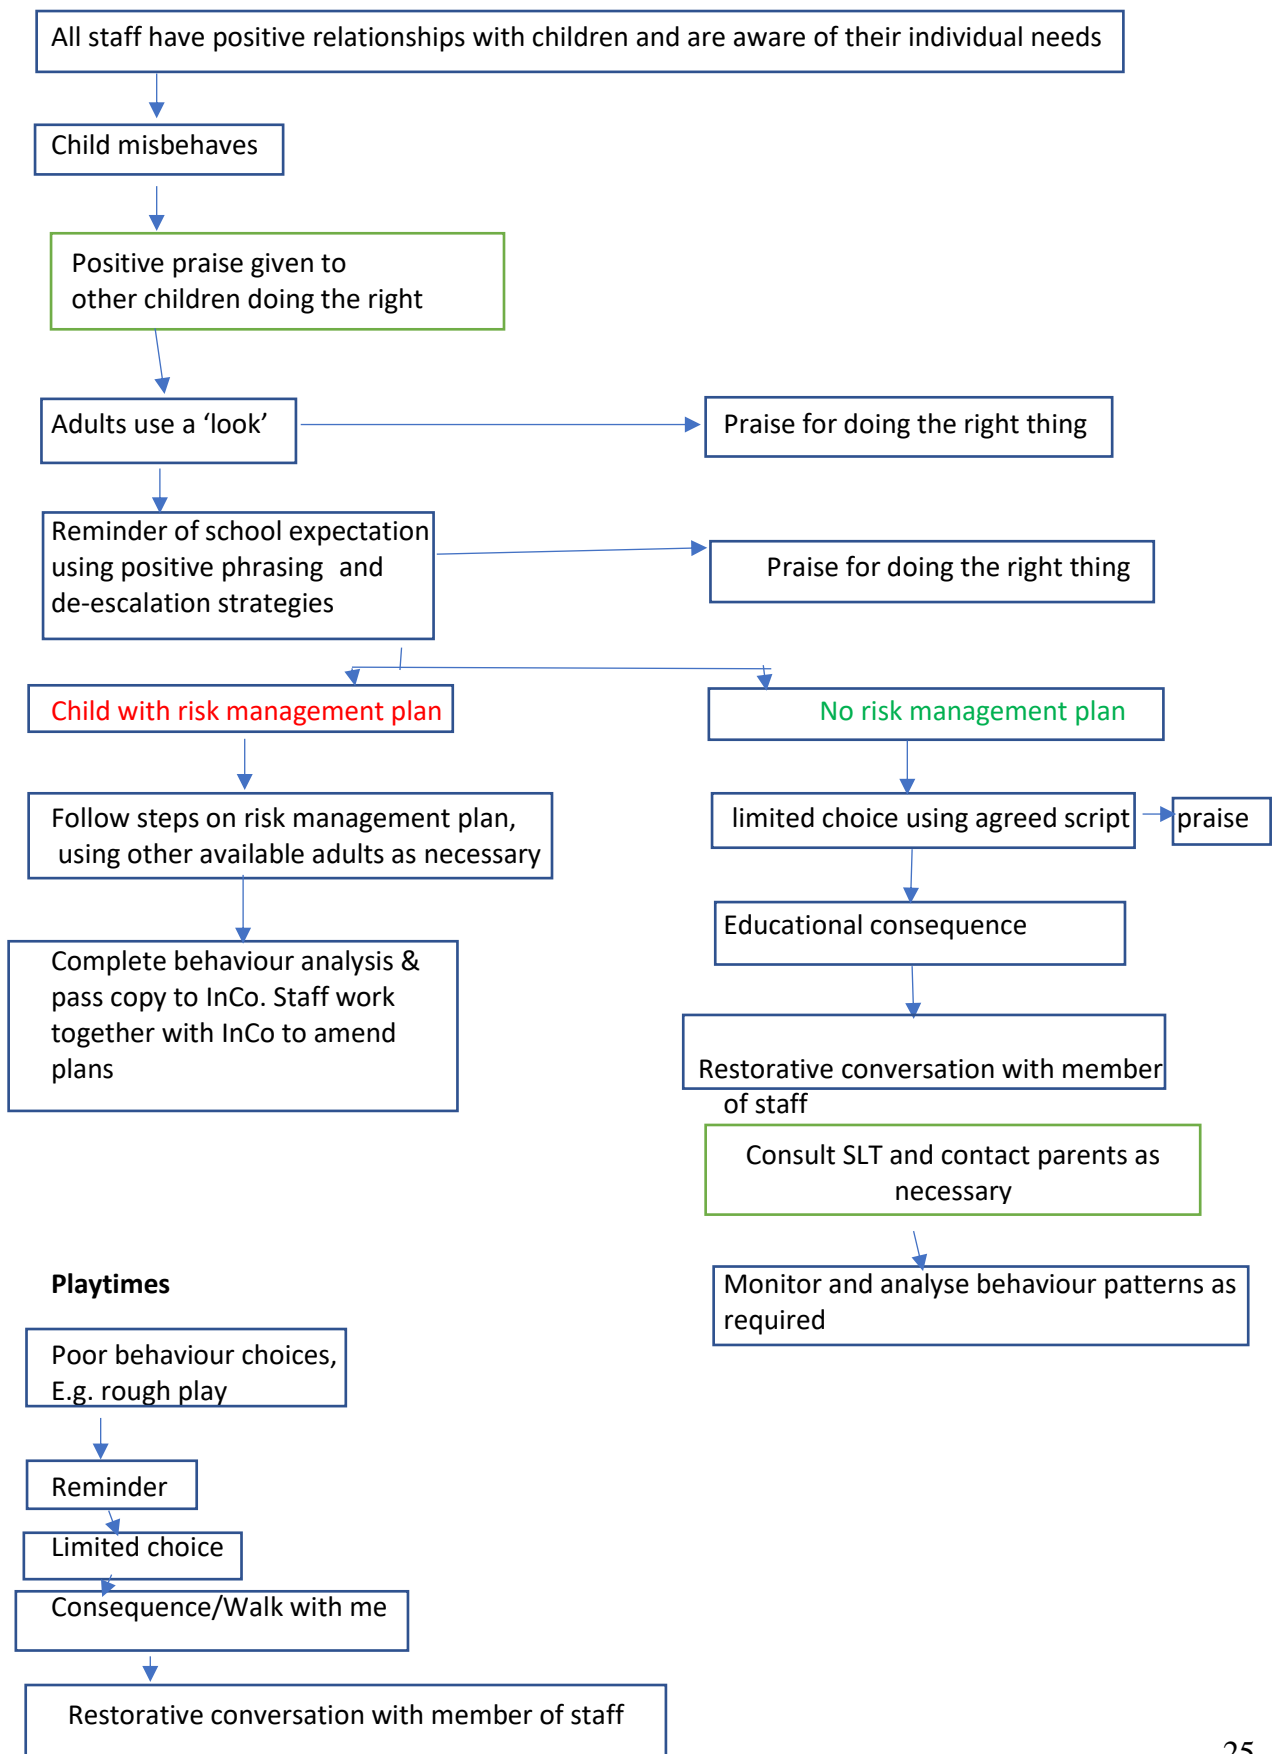 All staff have positive relationships with children and are aware of their individual needs
Child misbehaves
Positive praise given to
other children doing the right
Adults use a ‘look’
Praise for doing the right thing
Reminder of school expectation
using positive phrasing and
de-escalation strategies
Praise for doing the right thing
Child with risk management plan
No risk management plan
Follow steps on risk management plan,
using other available adults as necessary
limited choice using agreed script
praise
Educational consequence
Complete behaviour analysis &
pass copy to InCo. Staff work
together with InCo to amend
plans
Restorative conversation with member
of staff
Consult SLT and contact parents as
necessary
Monitor and analyse behaviour patterns as
required
Playtimes
Poor behaviour choices,
E.g. rough play
Reminder
Limited choice
Consequence/Walk with me
Restorative conversation with member of staff
25